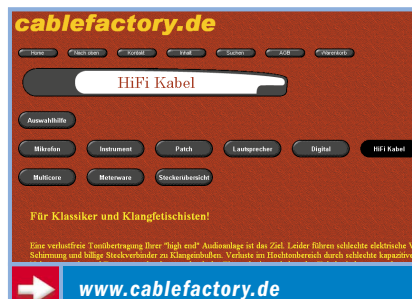 cablefactory.de
Home Nach oben Kontakt Inhalt Suchen AGB Warenkorb
HiFi Kabel
Auswahlhilfe
Mikrofon Instrument Patch Lautsprecher Digital HiFi Kabel
Multicore Meterware Steckerübersicht
Für Klassiker und Klangfetischisten!
Eine verlustfreie Tonübertragung Ihrer "high end" Audioanlage ist das Ziel. Leider führen schlechte elektrische
Schirmung und billige Steckverbinder zu Klangeinbußen. Verluste im Hochtonbereich durch schlechte kapazitive
www.cablefactory.de